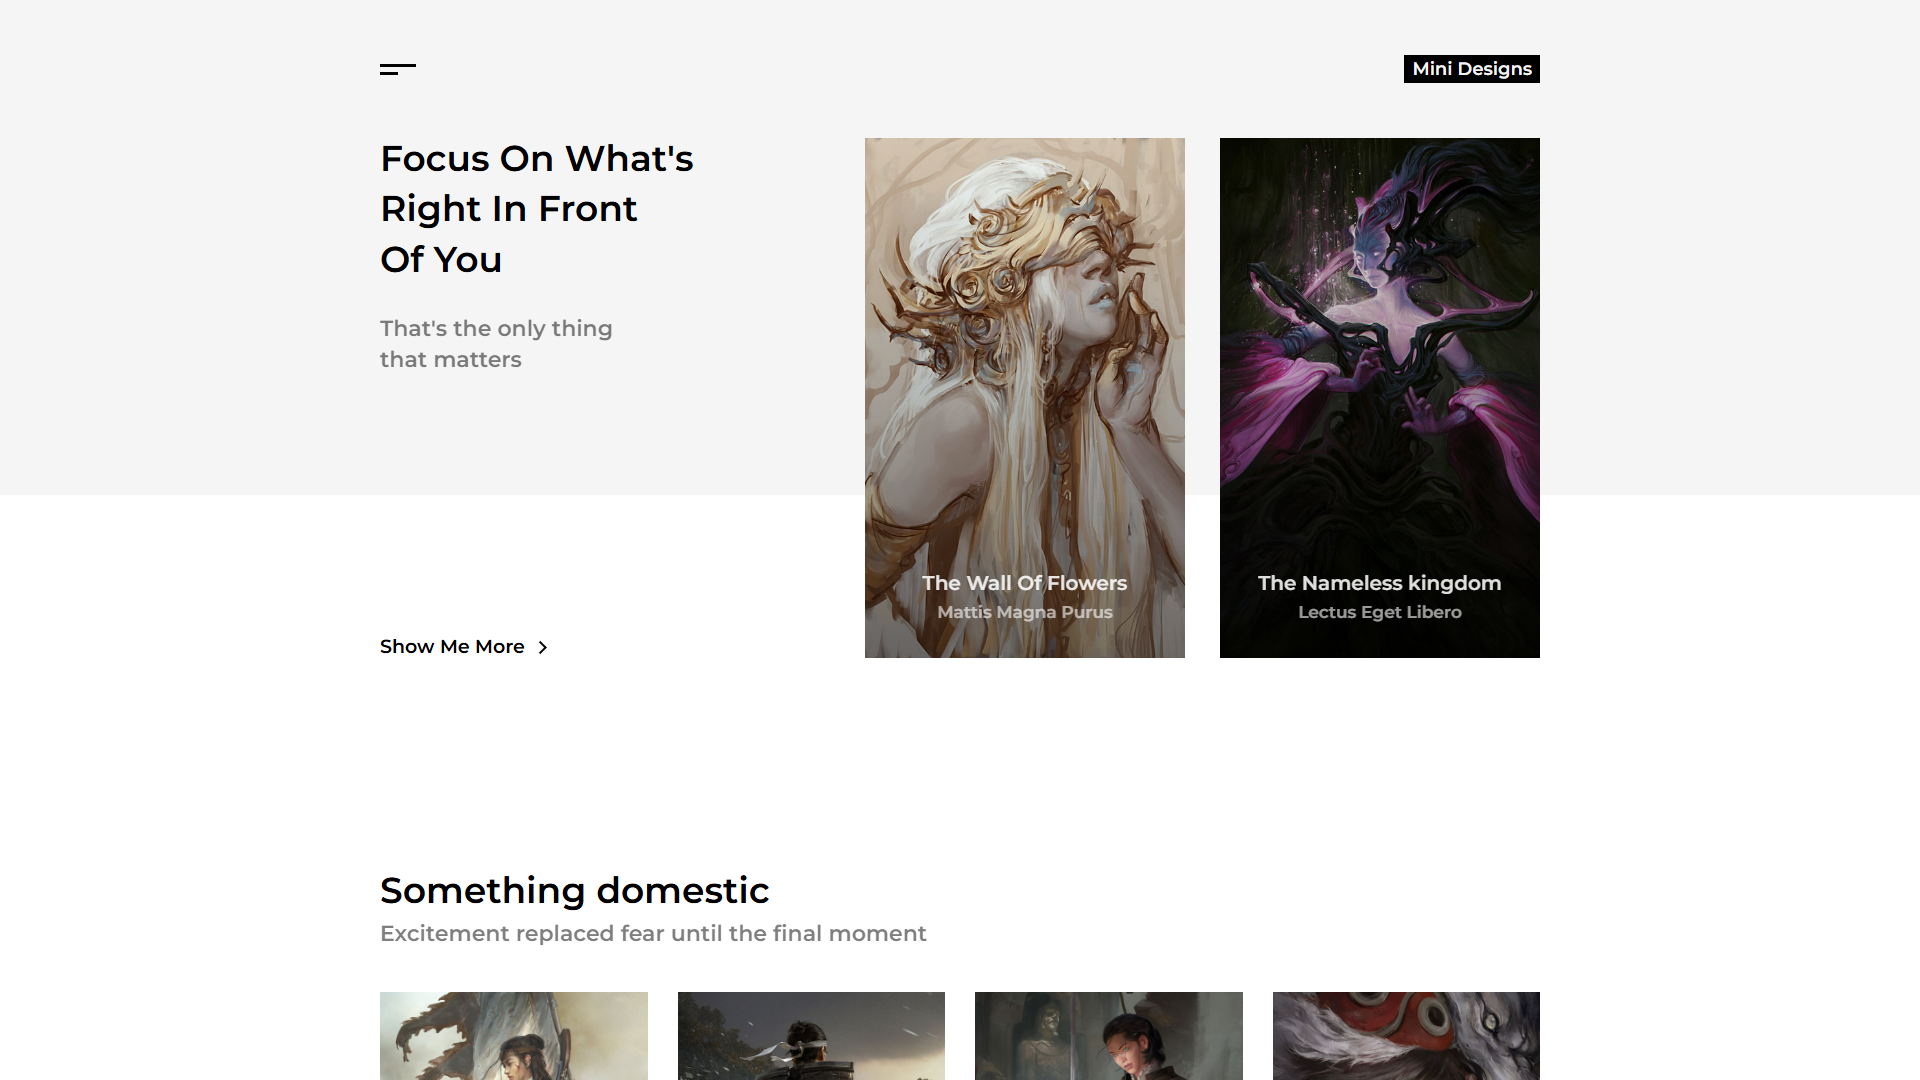 Mini Designs
Focus On What's
Right In Front
Of You
That's the only thing
that matters
The Wall Of Flowers
Mattis Magna Purus
The Nameless kingdom
Lectus Eget Libero
Show Me More
Something domestic
Excitement replaced fear until the final moment